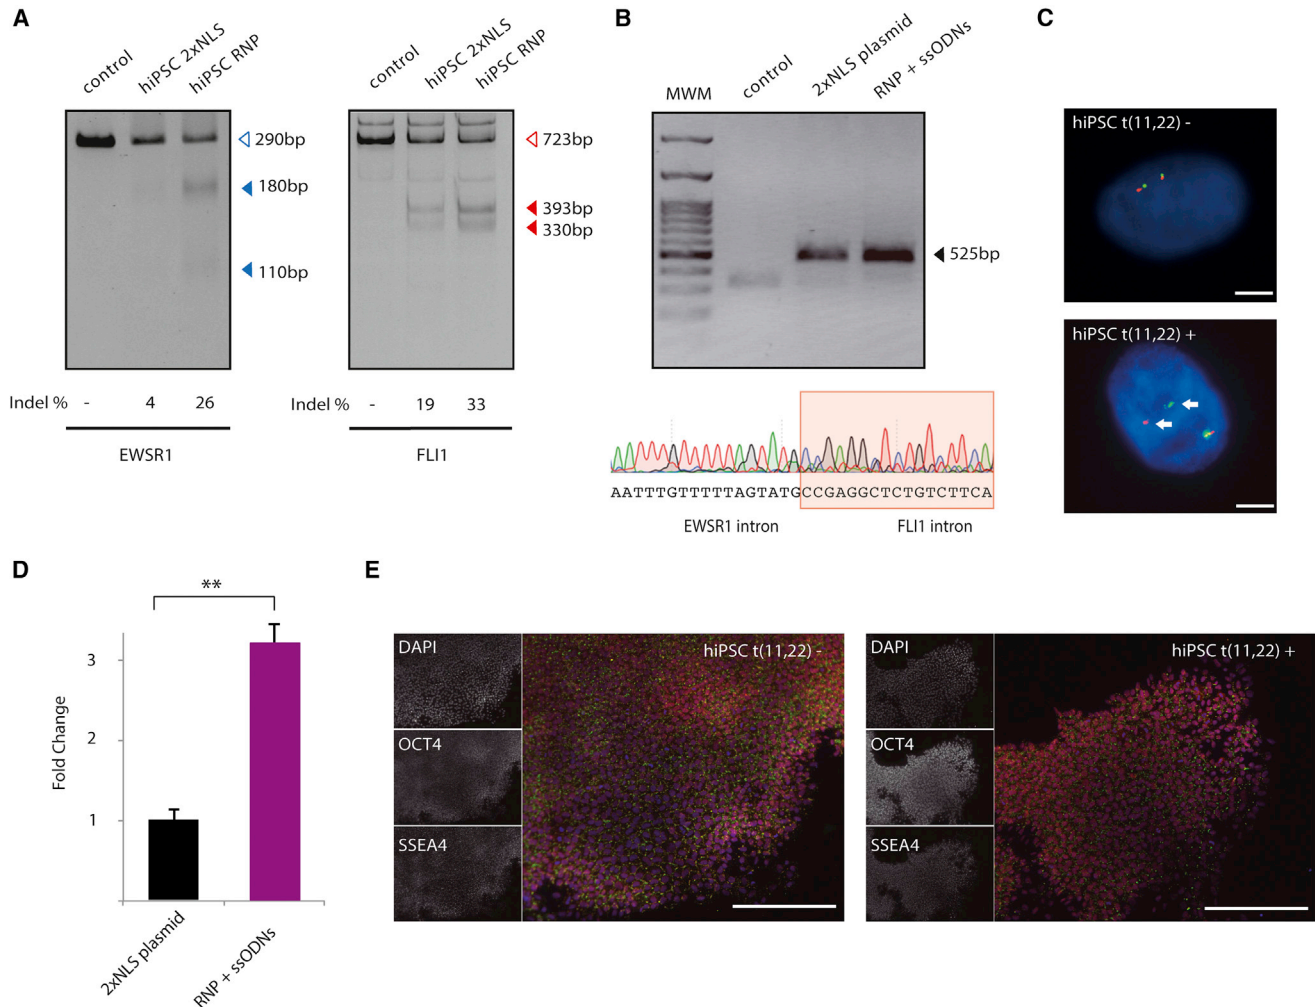 A
control
hiPSC 2xNLS
hiPSC RNP
290bp
180bp
110bp
Indel % - 4 26
EWSR1
control
hiPSC 2xNLS
hiPSC RNP
723bp
393bp
330bp
Indel % - 19 33
FLI1
B
MWM
control
2xNLS plasmid
RNP + ssODNs
525bp
AATTTGTTTTTAGTATGCCGAGGCTCTGTCTTCA
EWSR1 intron
FLI1 intron
C
hiPSC t(11,22) -
hiPSC t(11,22) +
D
**
Fold Change
3
2
1
2xNLS plasmid
RNP + ssODNs
E
DAPI
OCT4
SSEA4
hiPSC t(11,22) -
DAPI
OCT4
SSEA4
hiPSC t(11,22) +